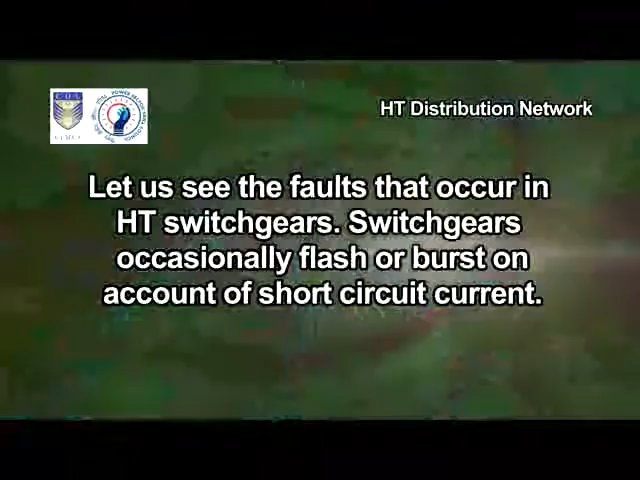 HT Distribution Network
Let us see the faults that occur in
HT switchgears. Switchgears
occasionally flash or burst on
account of short circuit current.